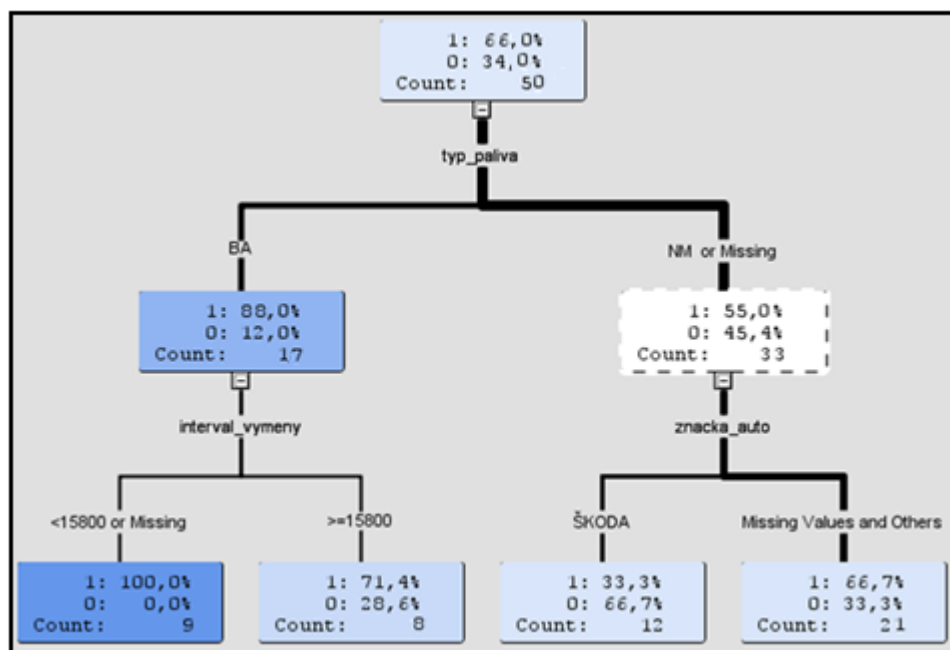 1: 66,0%
0: 34,0%
Count: 50
typ_paliva
BA
NM or Missing
1: 88,0%
0: 12,0%
Count: 17
1: 55,0%
0: 45,4%
Count: 33
interval_vymeny
znacka_auto
<15800 or Missing
>=15800
ŠKODA
Missing Values and Others
1: 100,0%
0: 0,0%
Count: 9
1: 71,4%
0: 28,6%
Count: 8
1: 33,3%
0: 66,7%
Count: 12
1: 66,7%
0: 33,3%
Count: 21